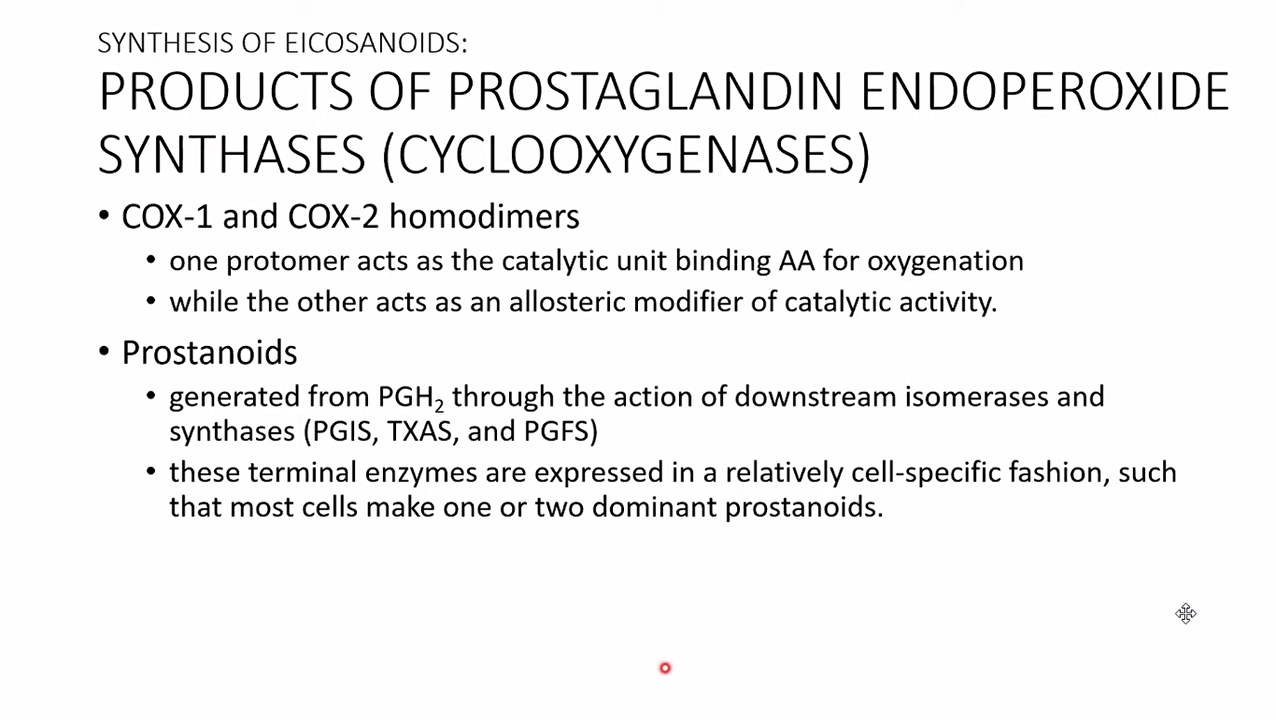 SYNTHESIS OF EICOSANOIDS:
PRODUCTS OF PROSTAGLANDIN ENDOPEROXIDE
SYNTHASES (CYCLOOXYGENASES)
• COX-1 and COX-2 homodimers
• one protomer acts as the catalytic unit binding AA for oxygenation
• while the other acts as an allosteric modifier of catalytic activity.
• Prostanoids
• generated from PGH₂ through the action of downstream isomerases and
synthases (PGIS, TXAS, and PGFS)
• these terminal enzymes are expressed in a relatively cell-specific fashion, such
that most cells make one or two dominant prostanoids.